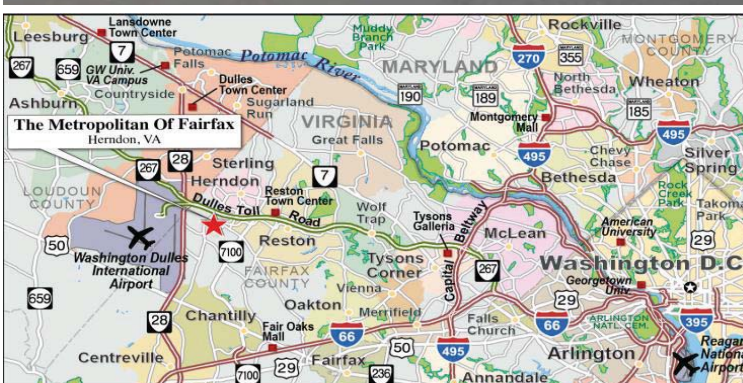 Lansdowne
Town Center
Leesburg
7
Potomac
Falls
267
659
GW Univ.
VA Campus
Countryside
Ashburn
Dulles
Town Center
Sugarland
Run
Potomac River
Muddy
Branch
Park
MARYLAND
Rockville
MARYLAND
355
270
MONTGOMERY
COUNTY
North
Bethesda
Wheaton
MARYLAND
190
MARYLAND
189
MARYLAND
185
Montgomery
Mall
495
495
VIRGINIA
Great Falls
Potomac
Chevy
Chase
Silver
Spring
Bethesda
The Metropolitan Of Fairfax
Herndon, VA
267
28
Sterling
Herndon
7
LOUDOUN
COUNTY
Reston
Town Center
Dulles Toll Road
Wolf
Trap
Tysons
Galleria
Capital Beltway
McLean
Rock
Creek
Park
Takoma
Park
American
University
29
50
7100
Reston
Washington Dulles
International
Airport
FAIRFAX
COUNTY
Tysons
Corner
267
Washington D.C
Georgetown
Univ
659
Vienna
Oakton
Merrifield
29
28
Chantilly
66
Falls
Church
66
ARLINGTON
NATL. CEM.
395
Fair Oaks
Mall
50
495
Arlington
Reagan
Nationa
Airport
Centreville
7100
29
Fairfax
236
Annandale